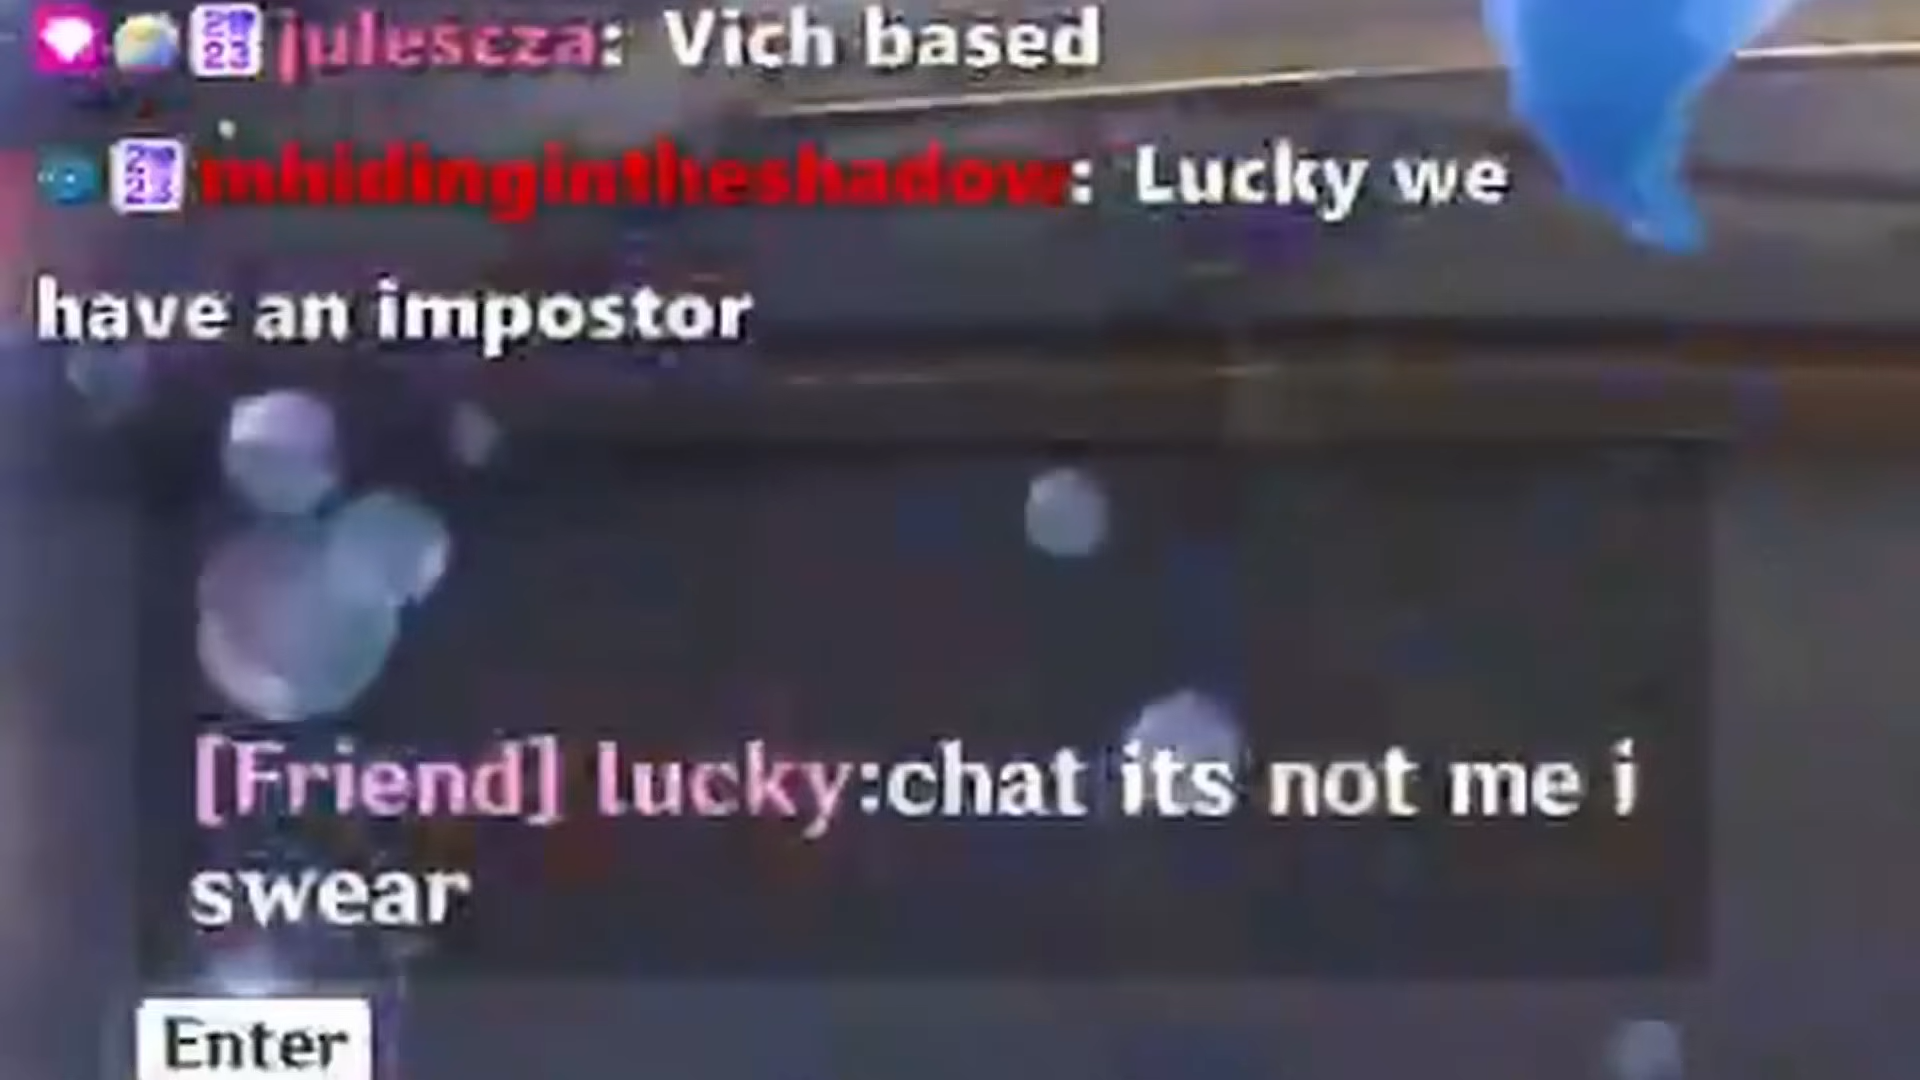 julescza: Vich based
mhidingintheshadow: Lucky we
have an impostor
[Friend] lucky:chat its not me i
swear
Enter